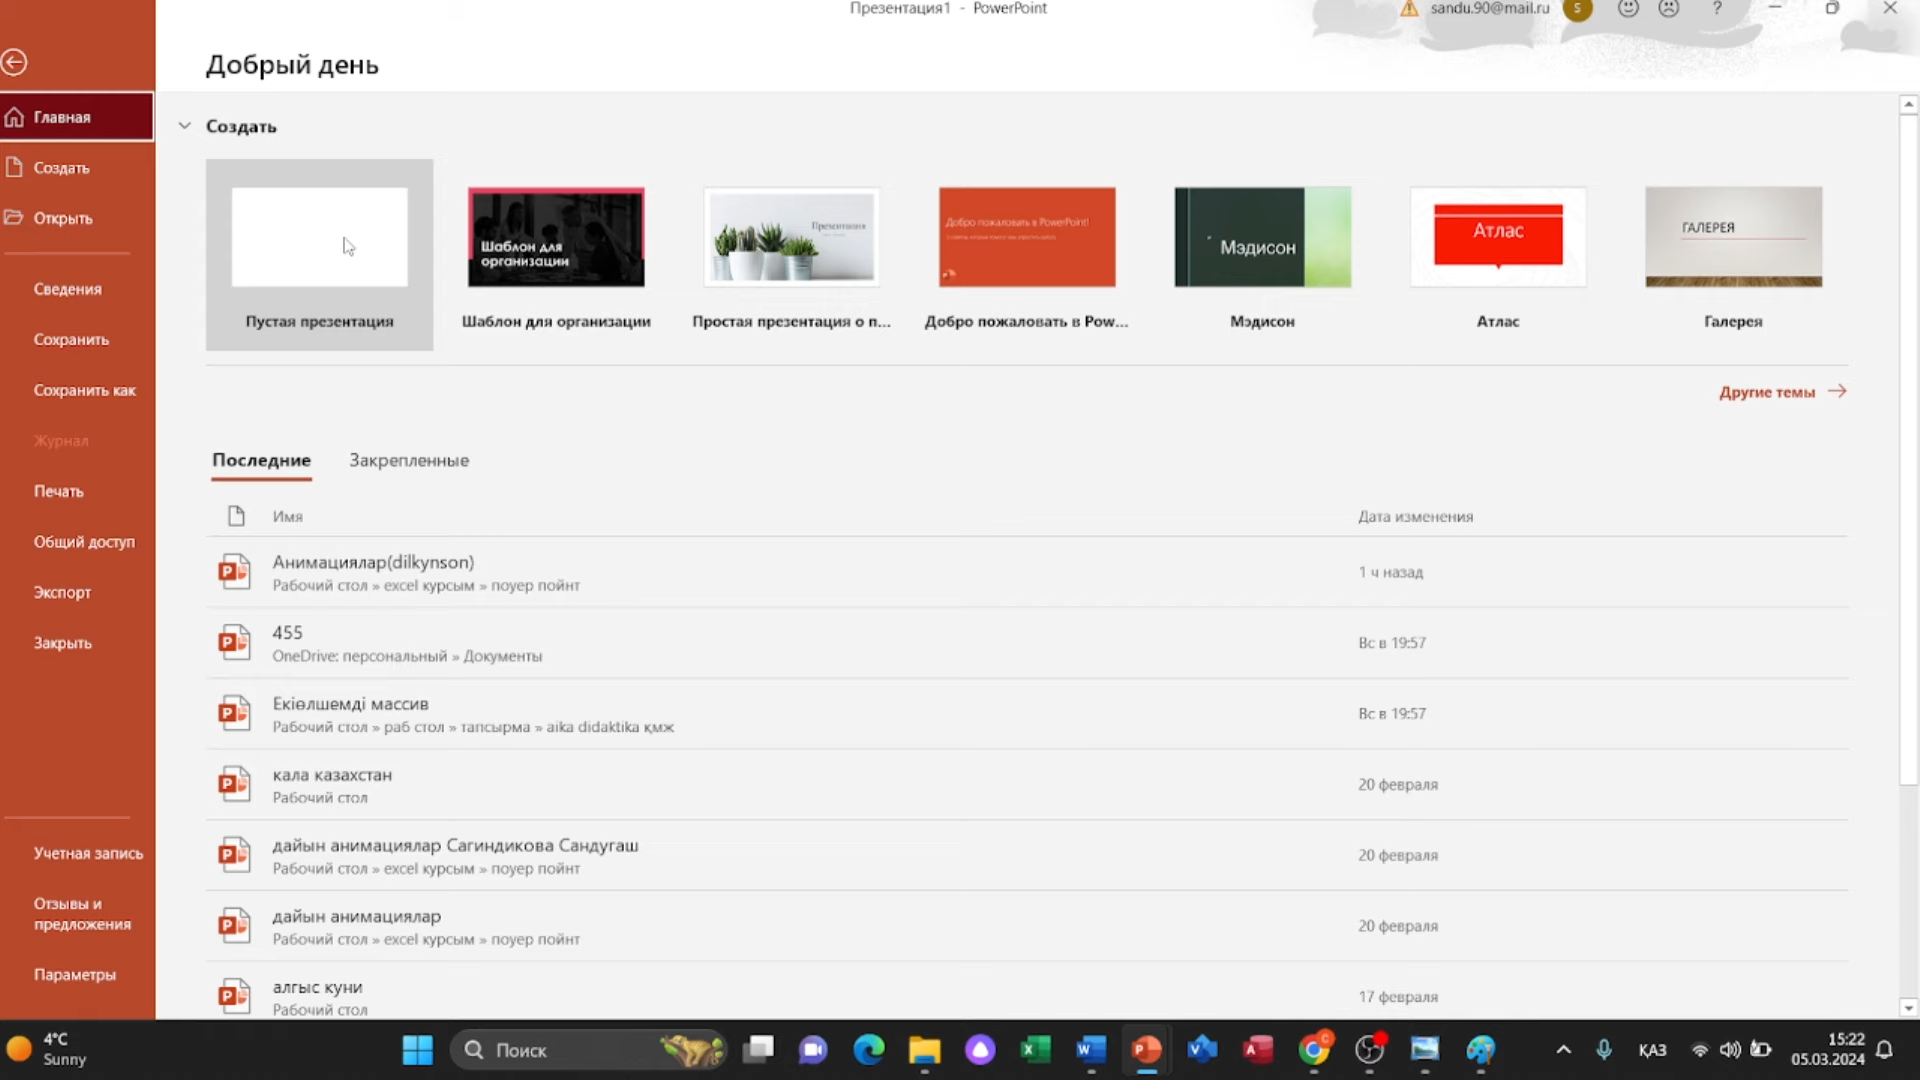 Презентация1 - PowerPoint
sandu.90@mail.ru
S
?
Добрый день
Главная
Создать
Открыть
Сведения
Сохранить
Сохранить как
Журнал
Печать
Общий доступ
Экспорт
Закрыть
Учетная запись
Отзывы и
предложения
Параметры
Создать
Шаблон для
организации
Презентация
Добро пожаловать в PowerPoint!
Мэдисон
Атлас
ГАЛЕРЕЯ
Пустая презентация
Шаблон для организации
Простая презентация о п...
Добро пожаловать в Pow...
Мэдисон
Атлас
Галерея
Другие темы
Последние
Закрепленные
Имя
Дата изменения
Анимациялар(dilkynson)
Рабочий стол » excel курсым » поуер пойнт
1 ч назад
455
OneDrive: персональный » Документы
Вс в 19:57
Екіөлшемді массив
Рабочий стол » раб стол » тапсырма » aika didaktika қмж
Вс в 19:57
кала казахстан
Рабочий стол
20 февраля
дайын анимациялар Сагиндикова Сандугаш
Рабочий стол » excel курсым » поуер пойнт
20 февраля
дайын анимациялар
Рабочий стол » excel курсым » поуер пойнт
20 февраля
алгыс куни
Рабочий стол
17 февраля
4°C
Sunny
Поиск
ҚАЗ
15:22
05.03.2024